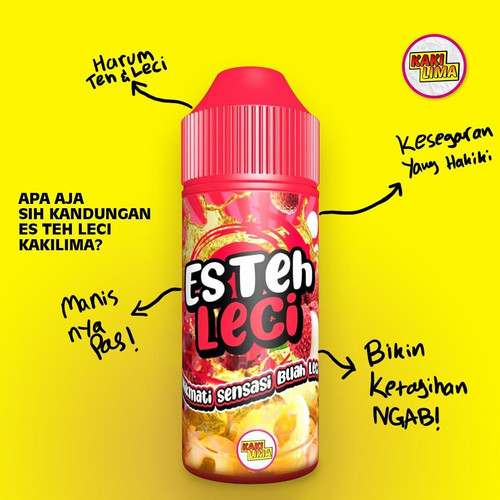 Harum
Teh & Leci
KAKI
LIMA
Kesegaran
Yang Hakiki
APA AJA
SIH KANDUNGAN
ES TEH LECI
KAKILIMA?
Manis
nya
Pas!
ES Teh
Leci
Sensasi Buah
Bikin
Ketagihan
NGAB!
KAKI
LIMA